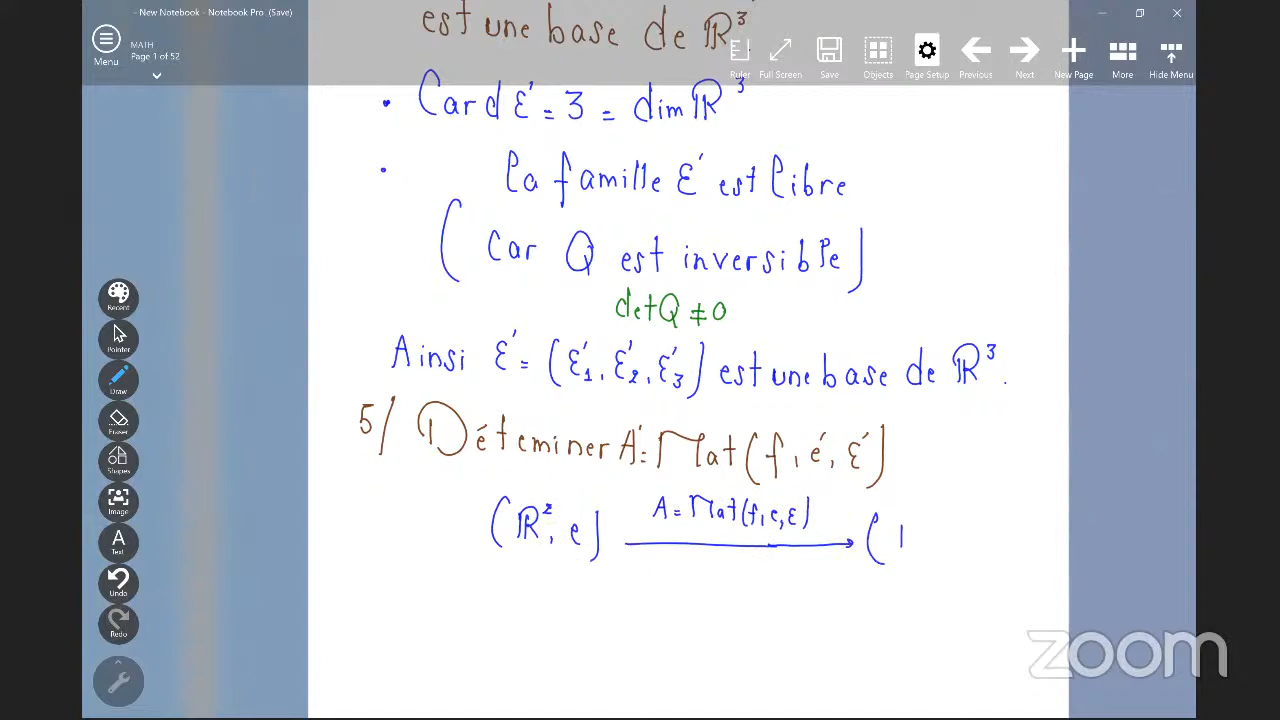 - New Notebook - Notebook Pro (Save)
Menu
MATH
Page 1 of 52
Ruler
Full Screen
Save
Objects
Page Setup
Previous
Next
New Page
More
Hide Menu
est une base de ℝ³.
• Card ε' = 3 = dim ℝ³
• la famille ε' est libre
( Car Q est inversible )
det Q ≠ 0
Ainsi ε' = (ε'₁, ε'₂, ε'₃) est une base de ℝ³.
5/ Déteminer A' = Mat(f, e', ε')
(ℝ², e) A = Mat(f, e, ε) → (
Recent
Pointer
Draw
Eraser
Shapes
Image
Text
Undo
Redo
zoom